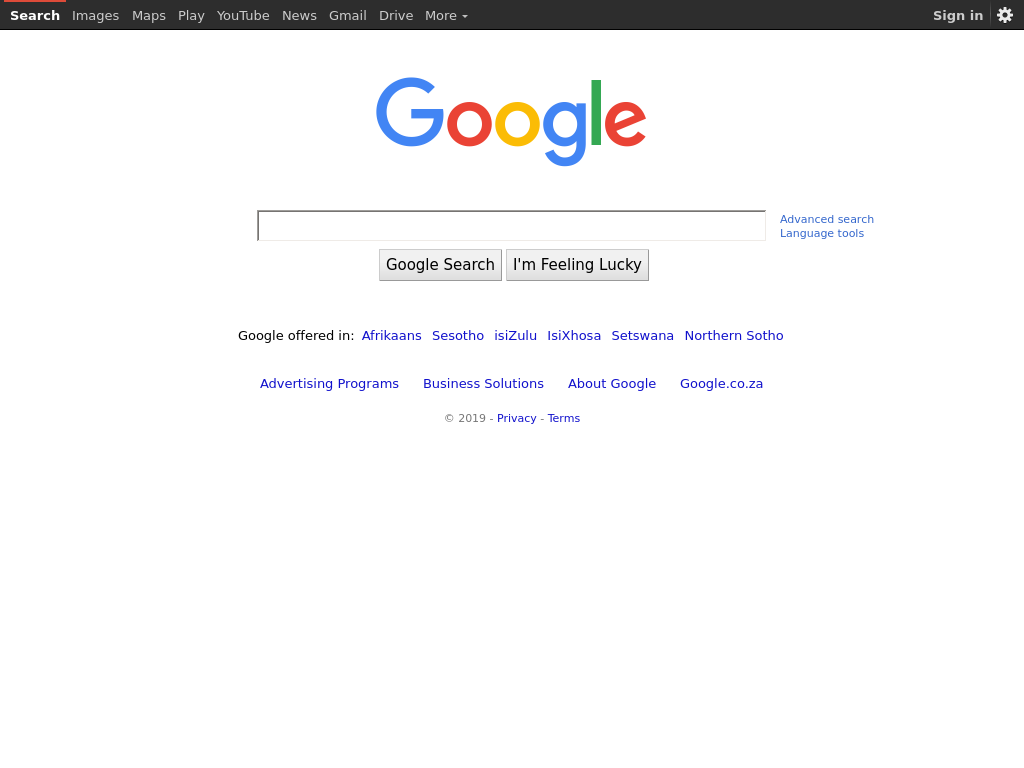 Search Images Maps Play YouTube News Gmail Drive More Sign in
Google
Advanced search
Language tools
Google Search I'm Feeling Lucky
Google offered in: Afrikaans Sesotho isiZulu IsiXhosa Setswana Northern Sotho
Advertising Programs Business Solutions About Google Google.co.za
© 2019 - Privacy - Terms